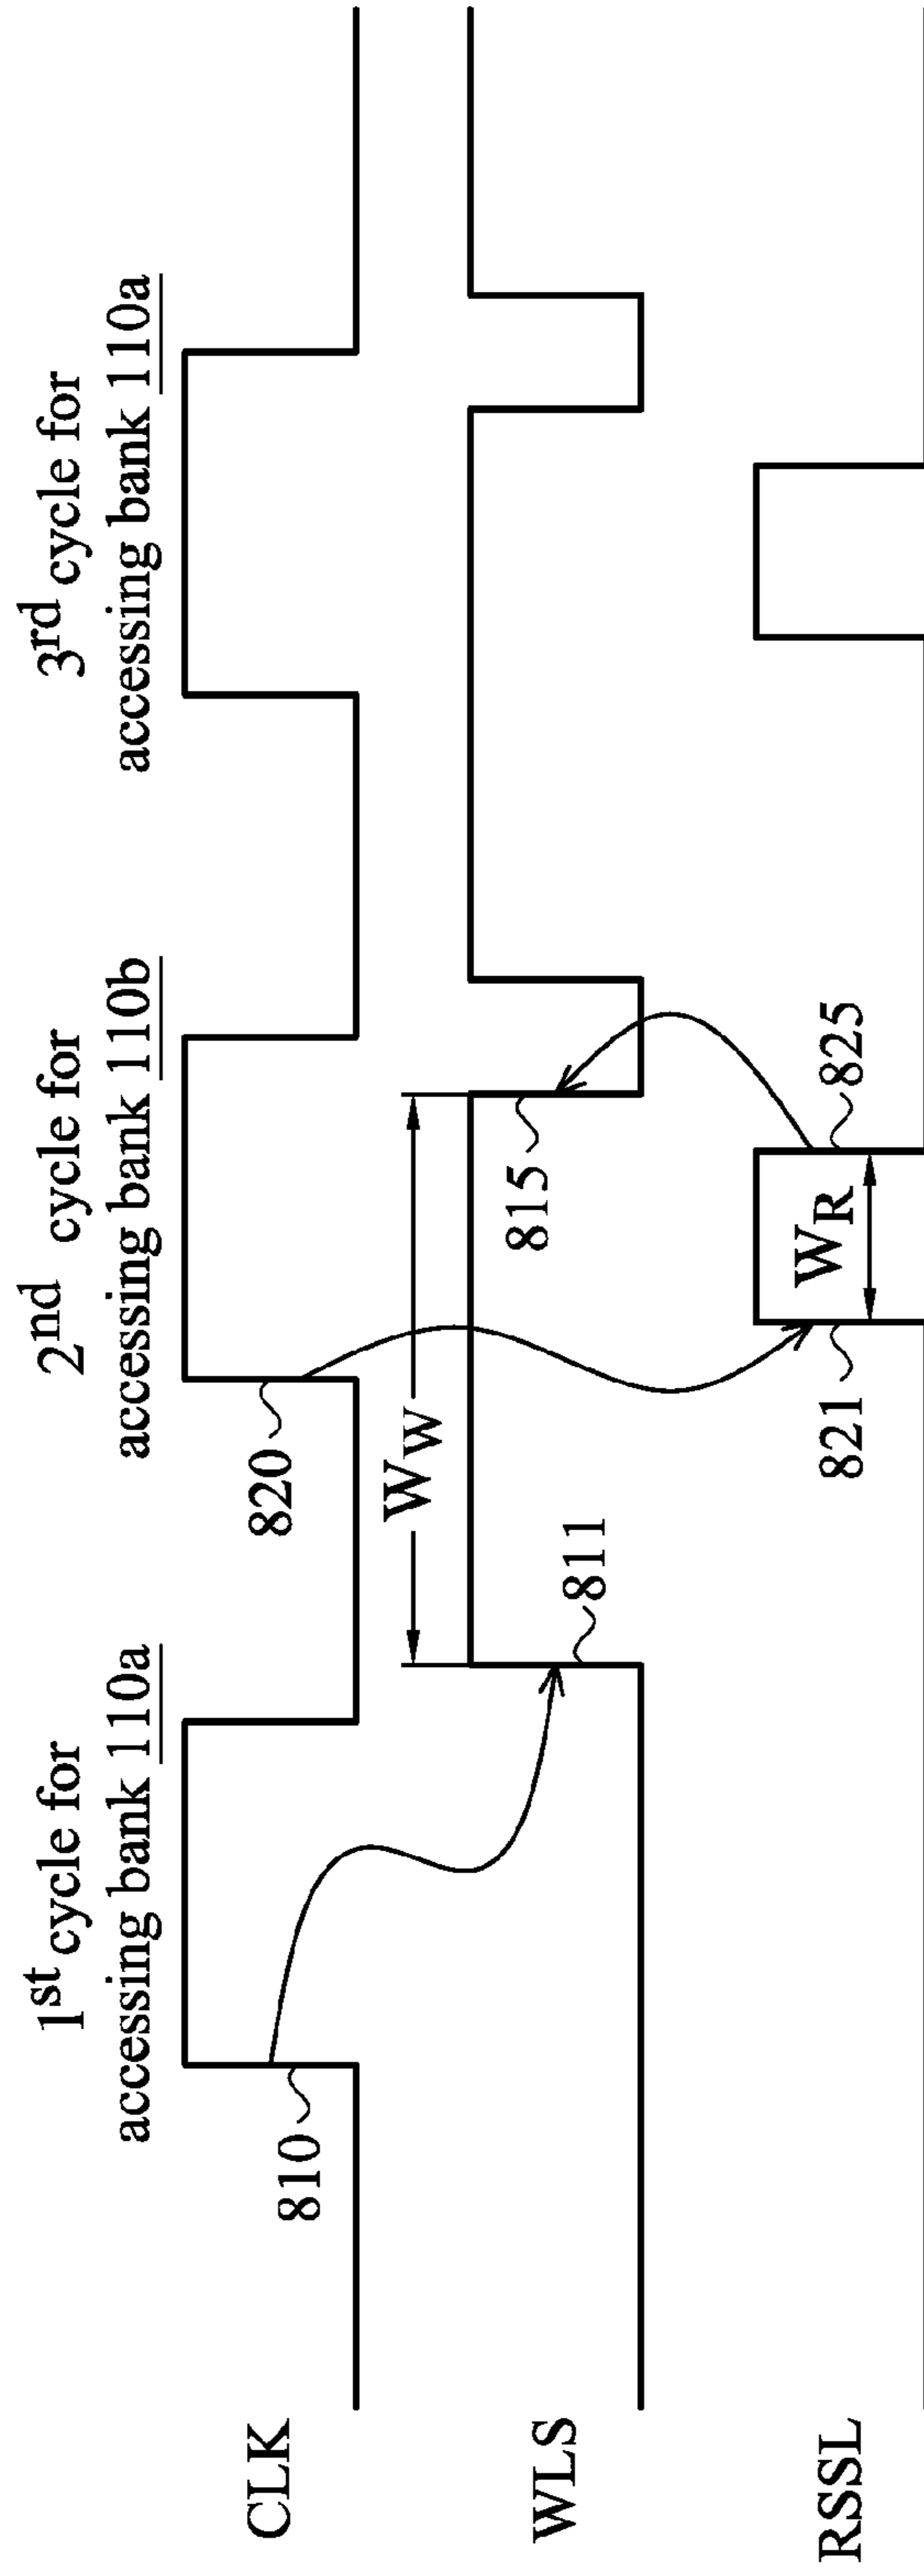 1st cycle for
accessing bank 110a
2nd cycle for
accessing bank 110b
3rd cycle for
accessing bank 110a
CLK
810
820
WW
WLS
811
815
RSSL
821
WR
825